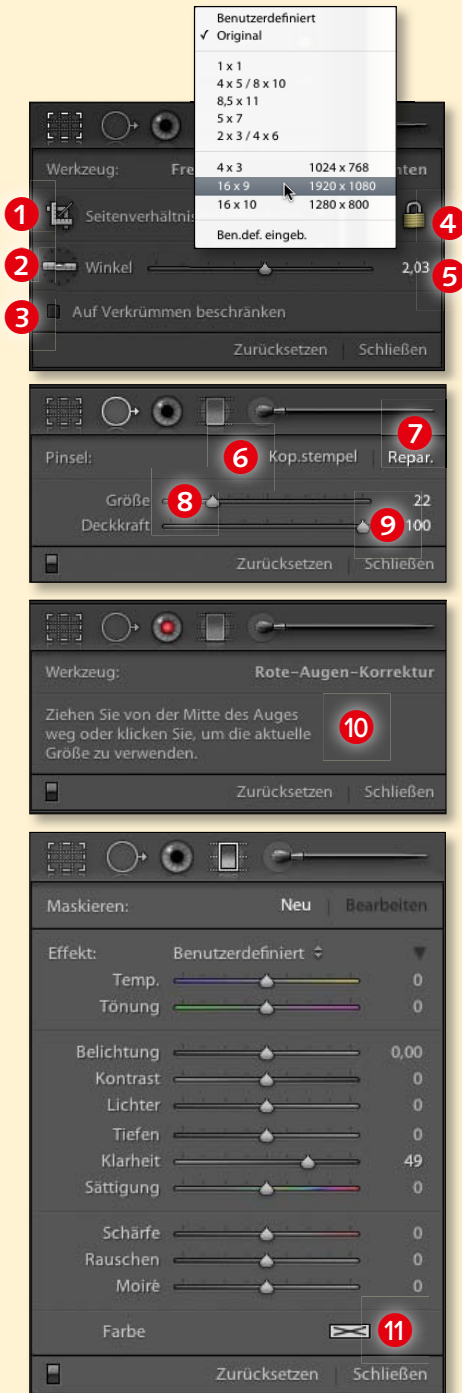 Benutzerdefiniert
✓ Original
1 x 1
4 x 5 / 8 x 10
8,5 x 11
5 x 7
2 x 3 / 4 x 6
4 x 3 1024 x 768
16 x 9 1920 x 1080
16 x 10 1280 x 800
Ben.def. eingeb.
Werkzeug: Fre nten
1 Seitenverhältnis 4
2 Winkel 2,03 5
3 Auf Verkrümmen beschränken
Zurücksetzen | Schließen
7
Pinsel: 6 Kop.stempel | Repar.
Größe 8 22
Deckkraft 9 100
Zurücksetzen | Schließen
Werkzeug: Rote-Augen-Korrektur
Ziehen Sie von der Mitte des Auges
weg oder klicken Sie, um die aktuelle
Größe zu verwenden.
10
Zurücksetzen | Schließen
Maskieren: Neu | Bearbeiten
Effekt: Benutzerdefiniert
Temp. 0
Tönung 0
Belichtung 0,00
Kontrast 0
Lichter 0
Tiefen 0
Klarheit 49
Sättigung 0
Schärfe 0
Rauschen 0
Moiré 0
Farbe 11
Zurücksetzen | Schließen